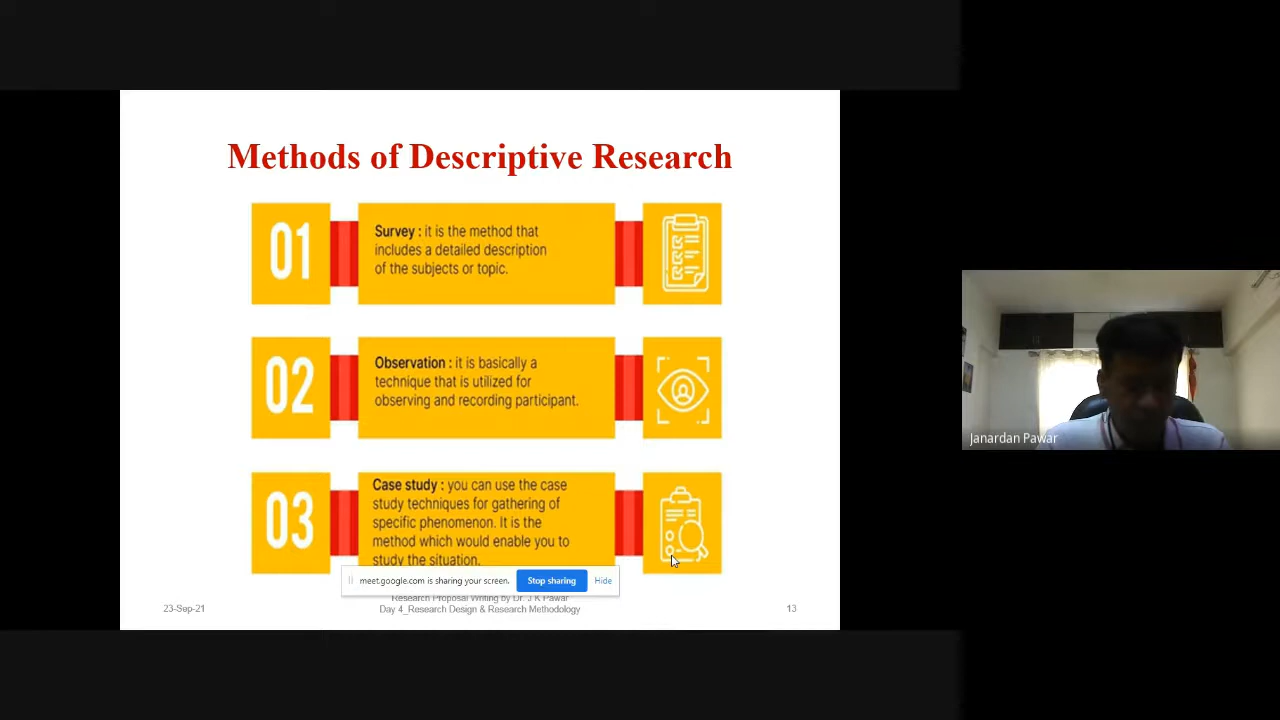 Methods of Descriptive Research
01
Survey : it is the method that
includes a detailed description
of the subjects or topic.
02
Observation : it is basically a
technique that is utilized for
observing and recording participant.
03
Case study : you can use the case
study techniques for gathering of
specific phenomenon. It is the
method which would enable you to
study the situation.
meet.google.com is sharing your screen.
Stop sharing
Hide
23-Sep-21
Research Proposal Writing by Dr. J K Pawar
Day 4_Research Design & Research Methodology
13
Janardan Pawar